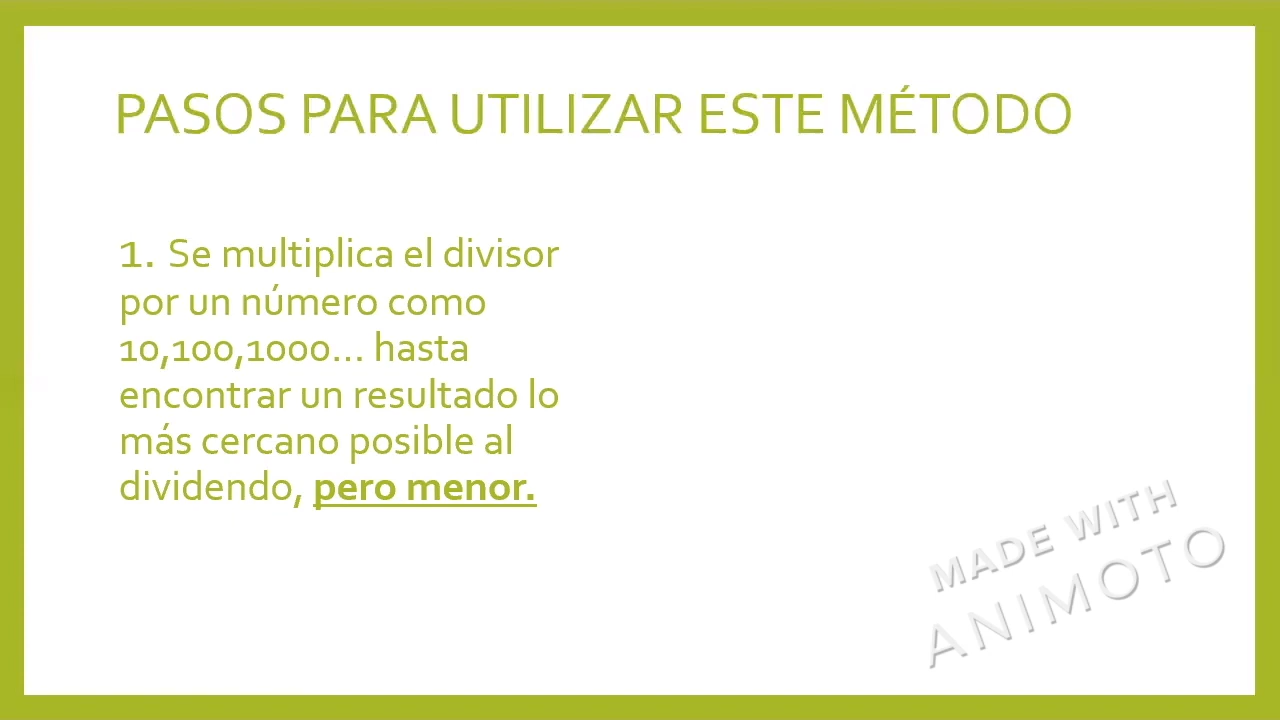 PASOS PARA UTILIZAR ESTE MÉTODO
1. Se multiplica el divisor
por un número como
10,100,1000... hasta
encontrar un resultado lo
más cercano posible al
dividendo, pero menor.
MADE WITH
ANIMOTO